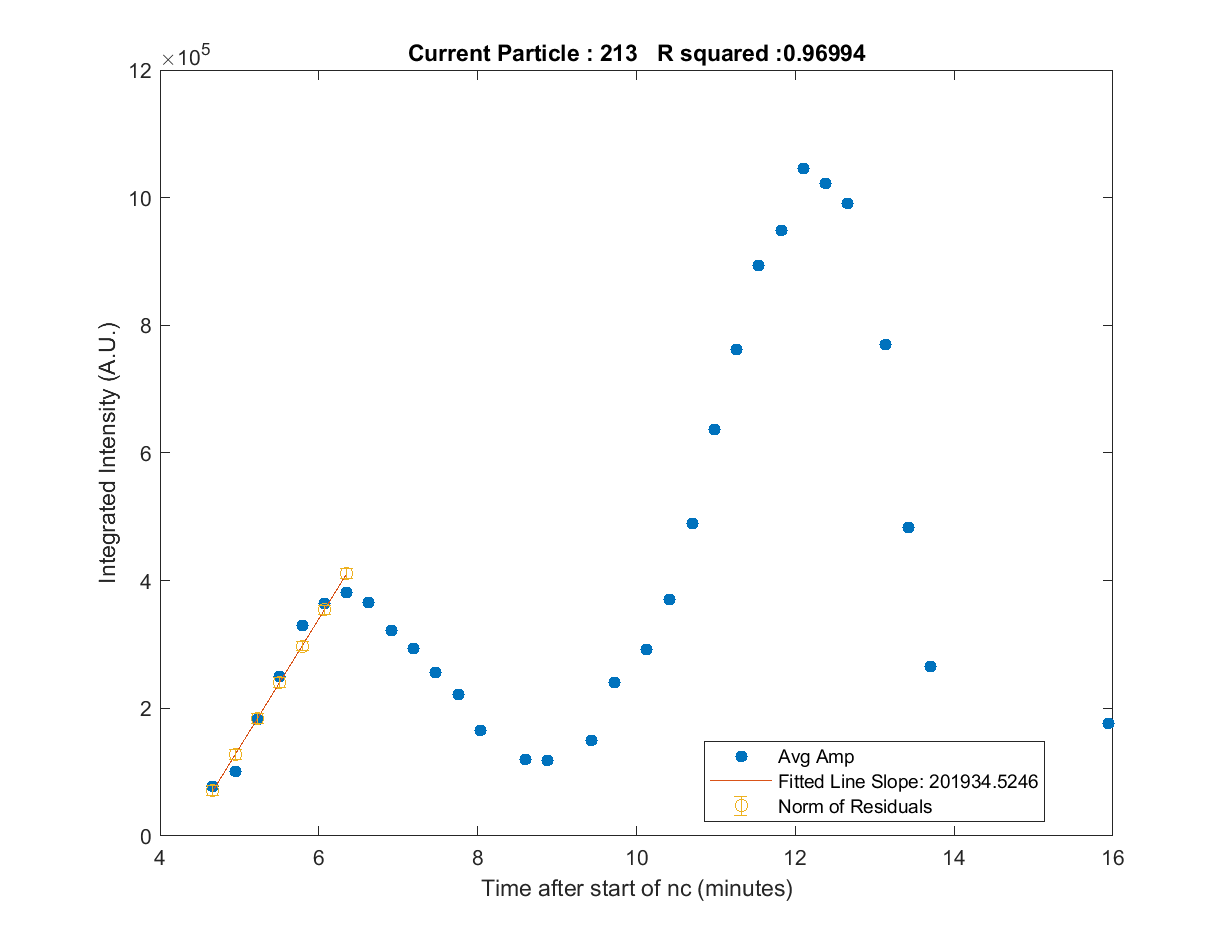 Current Particle : 213 R squared :0.96994
×10^5
12
10
8
6
4
2
0
Integrated Intensity (A.U.)
4 6 8 10 12 14 16
Time after start of nc (minutes)
Avg Amp
Fitted Line Slope: 201934.5246
Norm of Residuals